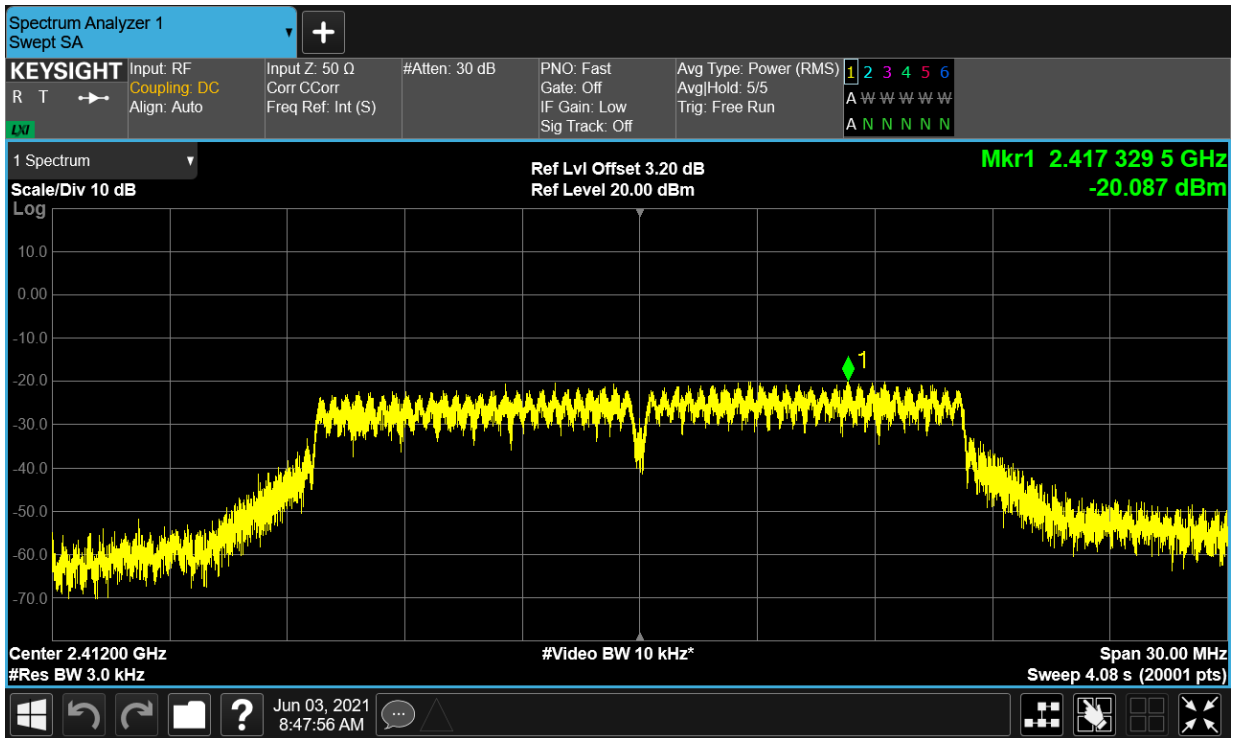 Spectrum Analyzer 1
Swept SA
▼
+
KEYSIGHT
R T
LXI
Input: RF
Coupling: DC
Align: Auto
Input Z: 50 Ω
Corr CCorr
Freq Ref: Int (S)
#Atten: 30 dB
PNO: Fast
Gate: Off
IF Gain: Low
Sig Track: Off
Avg Type: Power (RMS)
Avg|Hold: 5/5
Trig: Free Run
1 2 3 4 5 6
A W W W W W
A N N N N N
1 Spectrum ▼
Scale/Div 10 dB
Log
Ref Lvl Offset 3.20 dB
Ref Level 20.00 dBm
Mkr1 2.417 329 5 GHz
-20.087 dBm
10.0
0.00
-10.0
-20.0
-30.0
-40.0
-50.0
-60.0
-70.0
1
Center 2.41200 GHz
#Res BW 3.0 kHz
#Video BW 10 kHz*
Span 30.00 MHz
Sweep 4.08 s (20001 pts)
?
Jun 03, 2021
8:47:56 AM